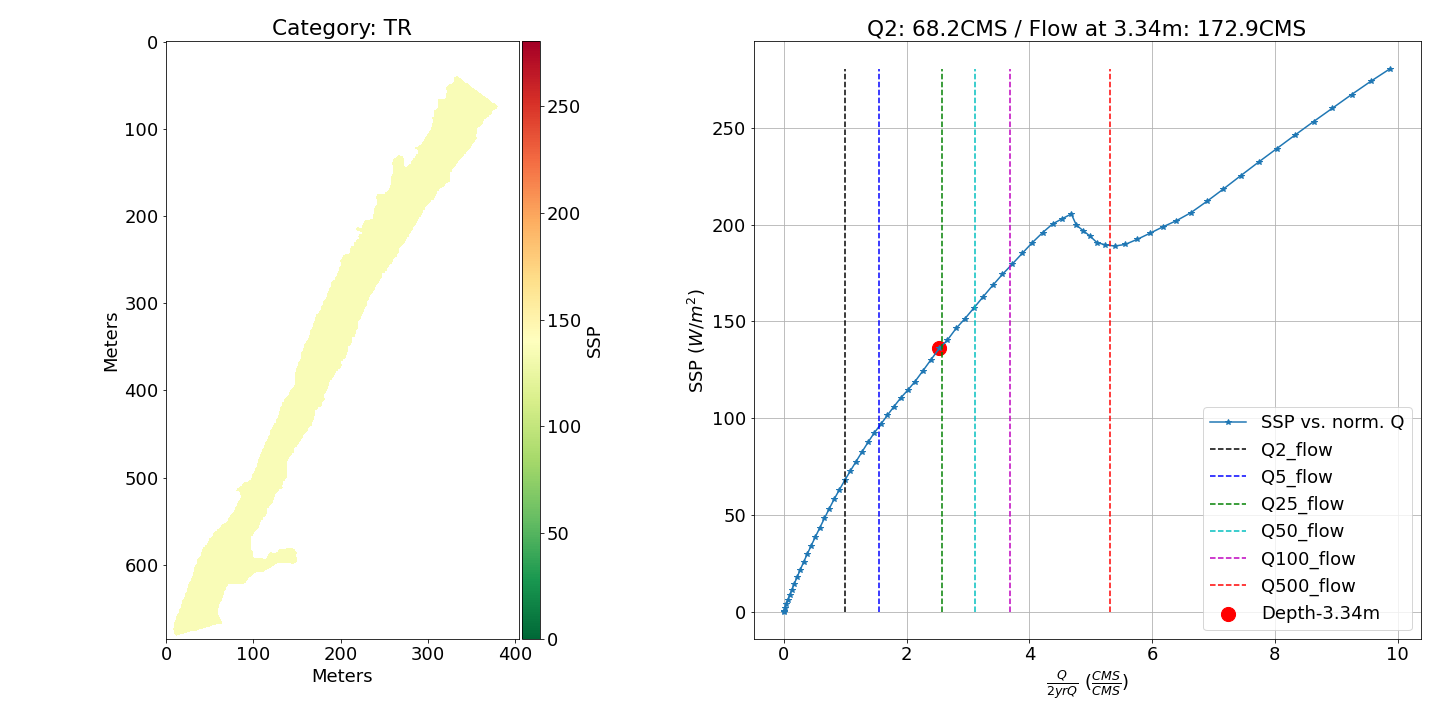 Category: TR
0
100
200
300
400
500
600
Meters
0
100
200
300
400
Meters
250
200
150
100
50
0
SSP
Q2: 68.2CMS / Flow at 3.34m: 172.9CMS
250
200
150
100
50
0
SSP (W/m²)
0
2
4
6
8
10
Q/2yrQ (CMS/CMS)
SSP vs. norm. Q
Q2_flow
Q5_flow
Q25_flow
Q50_flow
Q100_flow
Q500_flow
Depth-3.34m